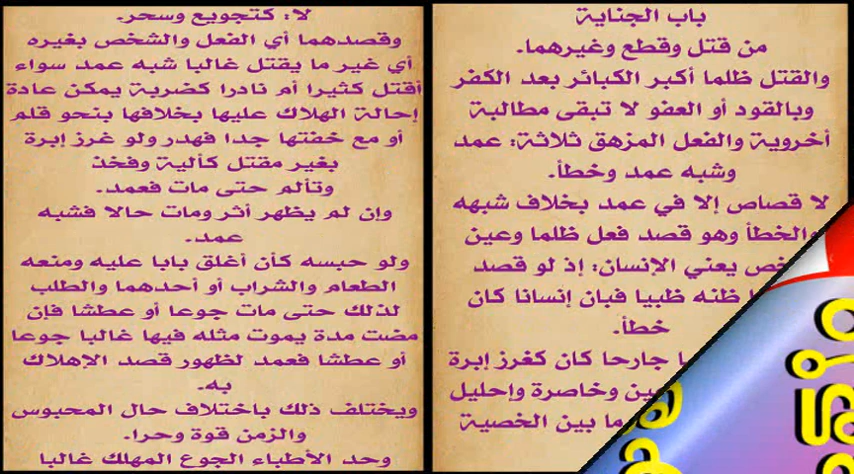 باب الجناية
من قتل وقطع وغيرهما.
والقتل ظلما أكبر الكبائر بعد الكفر
وبالقود أو العفو لا تبقى مطالبة
أخروية والفعل المزهق ثلاثة: عمد
وشبه عمد وخطأ.
لا قصاص إلا في عمد بخلاف شبهه
والخطأ وهو قصد فعل ظلما وعين
يعني الإنسان: إذ لو قصد
ظنه ظبيا فبان إنسانا كان
خطأ.
جارحا كان كغرز إبرة
وخاصرة وإحليل
ما بين الخصية
لا: كتجويع وسحر.
وقصدهما أي الفعل والشخص بغيره
أي غير ما يقتل غالبا شبه عمد سواء
أقتل كثيرا أم نادرا كضربة يمكن عادة
إحالة الهلاك عليها بخلافها بنحو قلم
أو مع خفتها جدا فهدر ولو غرز إبرة
بغير مقتل كألية وفخذ
وتألم حتى مات فعمد.
وإن لم يظهر أثر ومات حالا فشبه
عمد.
ولو حبسه كأن أغلق بابا عليه ومنعه
الطعام والشراب أو أحدهما والطلب
لذلك حتى مات جوعا أو عطشا فإن
مضت مدة يموت مثله فيها غالبا جوعا
أو عطشا فعمد لظهور قصد الإهلاك
به.
ويختلف ذلك باختلاف حال المحبوس
والزمن قوة وحرا.
وحد الأطباء الجوع المهلك غالبا